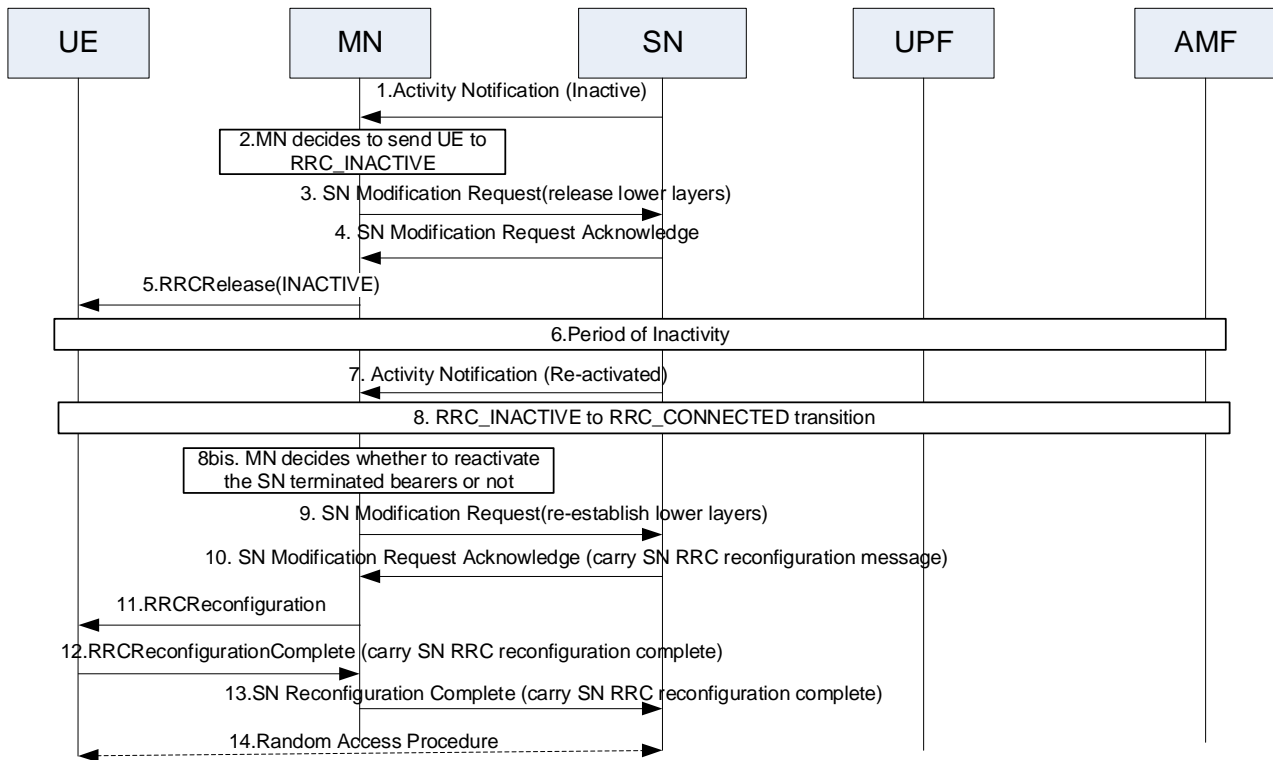 UE
MN
SN
UPF
AMF
1.Activity Notification (Inactive)
2.MN decides to send UE to
RRC_INACTIVE
3. SN Modification Request(release lower layers)
4. SN Modification Request Acknowledge
5.RRCRelease(INACTIVE)
6.Period of Inactivity
7. Activity Notification (Re-activated)
8. RRC_INACTIVE to RRC_CONNECTED transition
8bis. MN decides whether to reactivate
the SN terminated bearers or not
9. SN Modification Request(re-establish lower layers)
10. SN Modification Request Acknowledge (carry SN RRC reconfiguration message)
11.RRCReconfiguration
12.RRCReconfigurationComplete (carry SN RRC reconfiguration complete)
13.SN Reconfiguration Complete (carry SN RRC reconfiguration complete)
14.Random Access Procedure